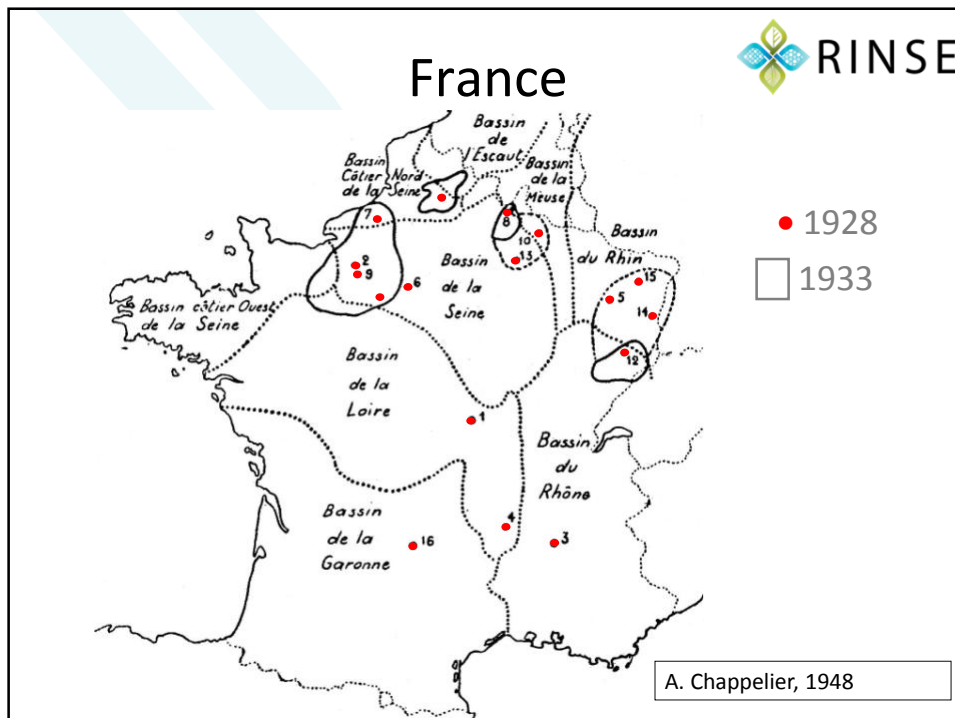 France
RINSE
Bassin
de
l'Escaut
Bassin
Côtier Nord
de la Seine
Bassin
de la
Meuse
7
8
10
13
Bassin
du Rhin
1928
1933
2
9
6
Bassin
de la
Seine
15
5
14
12
Bassin côtier Ouest
de la Seine
Bassin
de la
Loire
1
Bassin
du
Rhône
4
3
Bassin
de la
Garonne
16
A. Chappelier, 1948